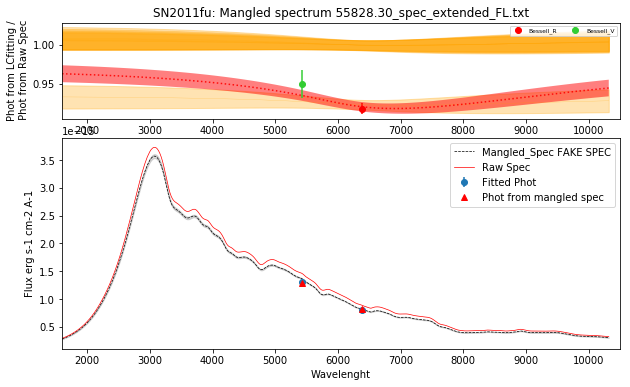 SN2011fu: Mangled spectrum 55828.30_spec_extended_FL.txt
Phot from LCfitting /
Phot from Raw Spec
1.00
0.95
Bessell_R
Bessell_V
2000 3000 4000 5000 6000 7000 8000 9000 10000
Flux erg s-1 cm-2 A-1
3.5
3.0
2.5
2.0
1.5
1.0
0.5
Mangled_Spec FAKE SPEC
Raw Spec
Fitted Phot
Phot from mangled spec
2000 3000 4000 5000 6000 7000 8000 9000 10000
Wavelenght